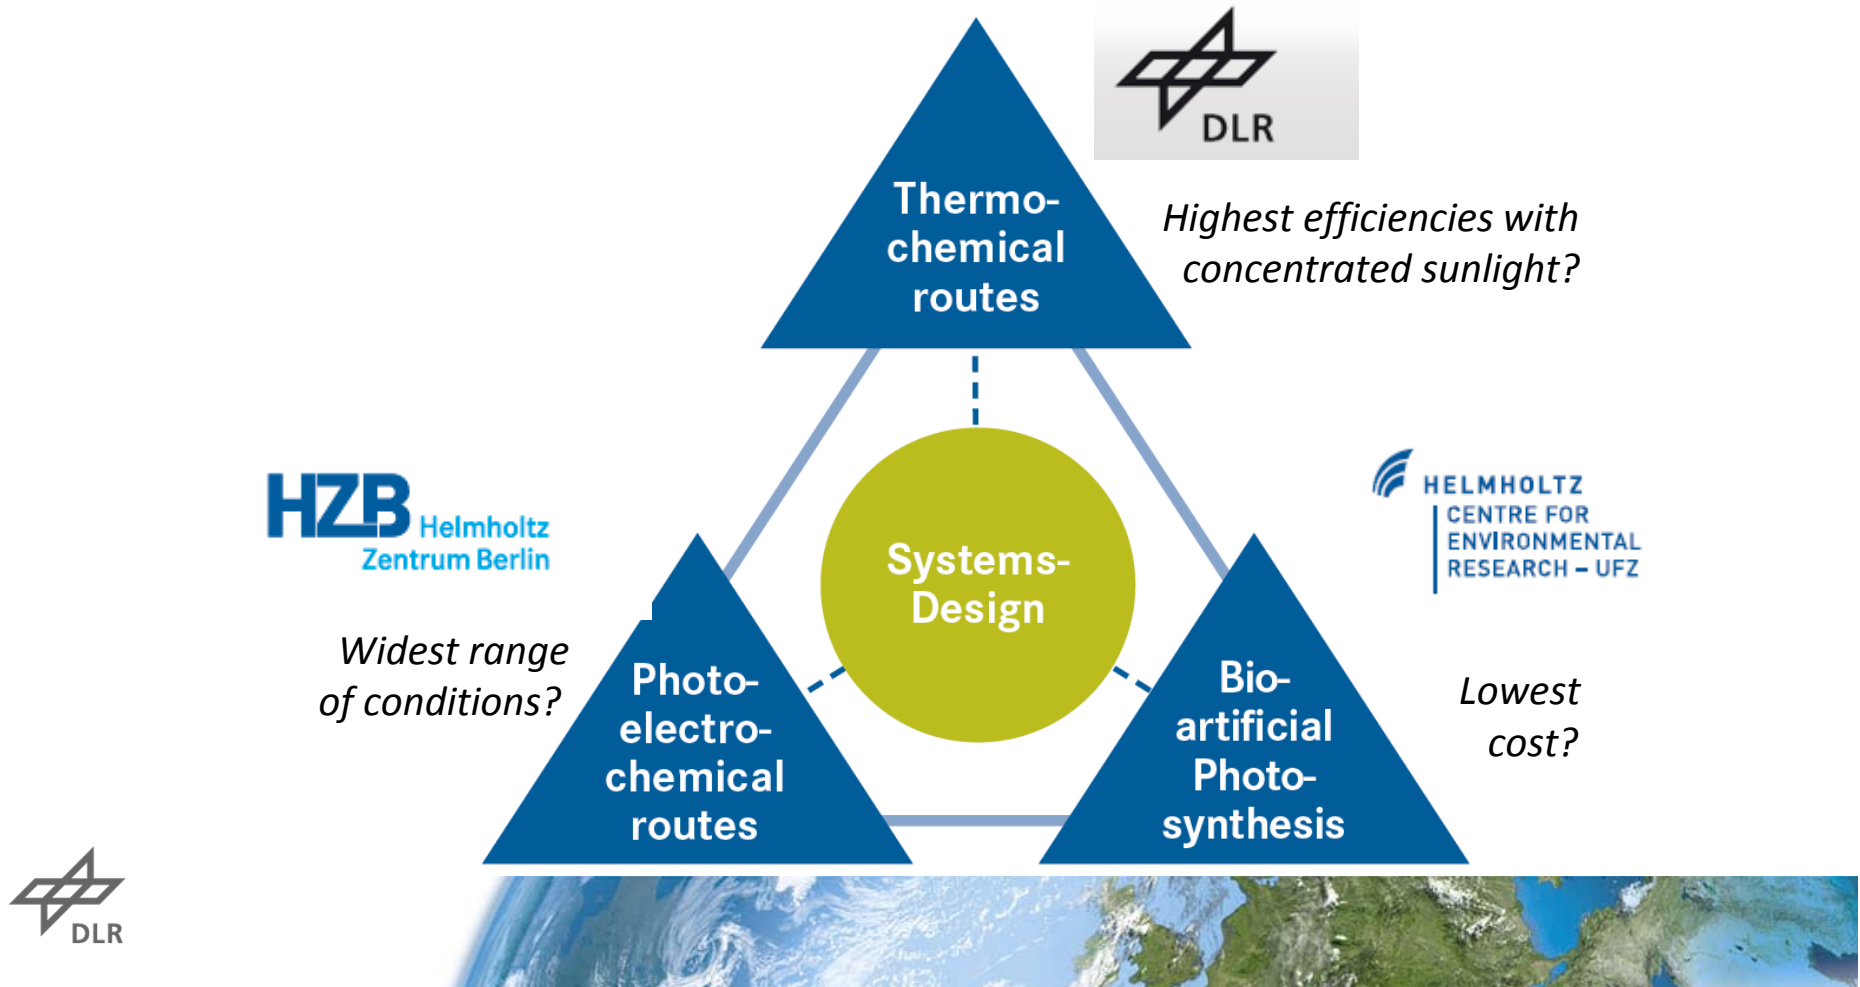 DLR
Thermo-
chemical
routes
Highest efficiencies with
concentrated sunlight?
HZB Helmholtz
Zentrum Berlin
HELMHOLTZ
CENTRE FOR
ENVIRONMENTAL
RESEARCH – UFZ
Systems-
Design
Widest range
of conditions?
Photo-
electro-
chemical
routes
Bio-
artificial
Photo-
synthesis
Lowest
cost?
DLR